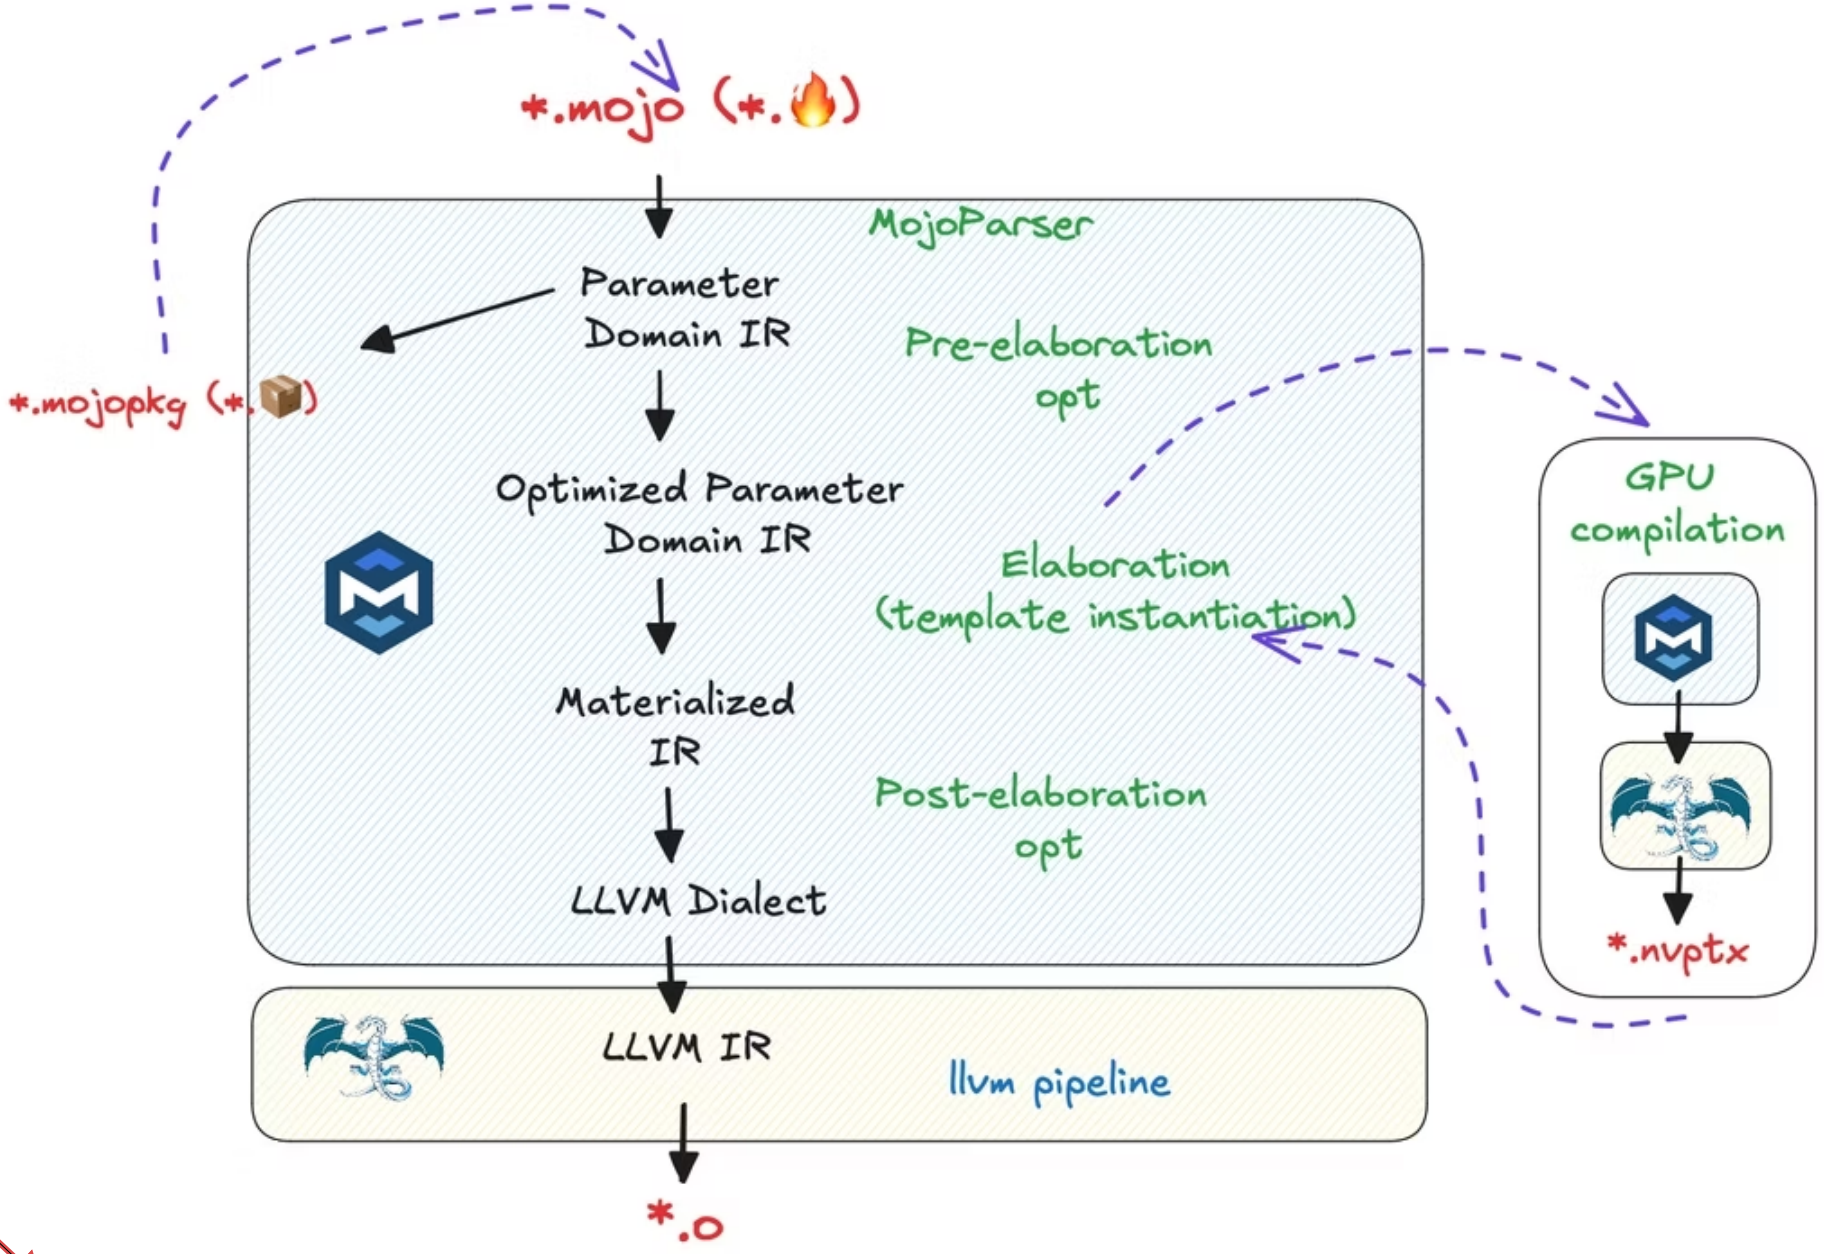 *.mojo (*.🔥)
MojoParser
Parameter
Domain IR
Pre-elaboration
opt
*.mojopkg (*.📦)
Optimized Parameter
Domain IR
Elaboration
(template instantiation)
Materialized
IR
Post-elaboration
opt
LLVM Dialect
LLVM IR
llvm pipeline
*.o
GPU
compilation
*.nvptx